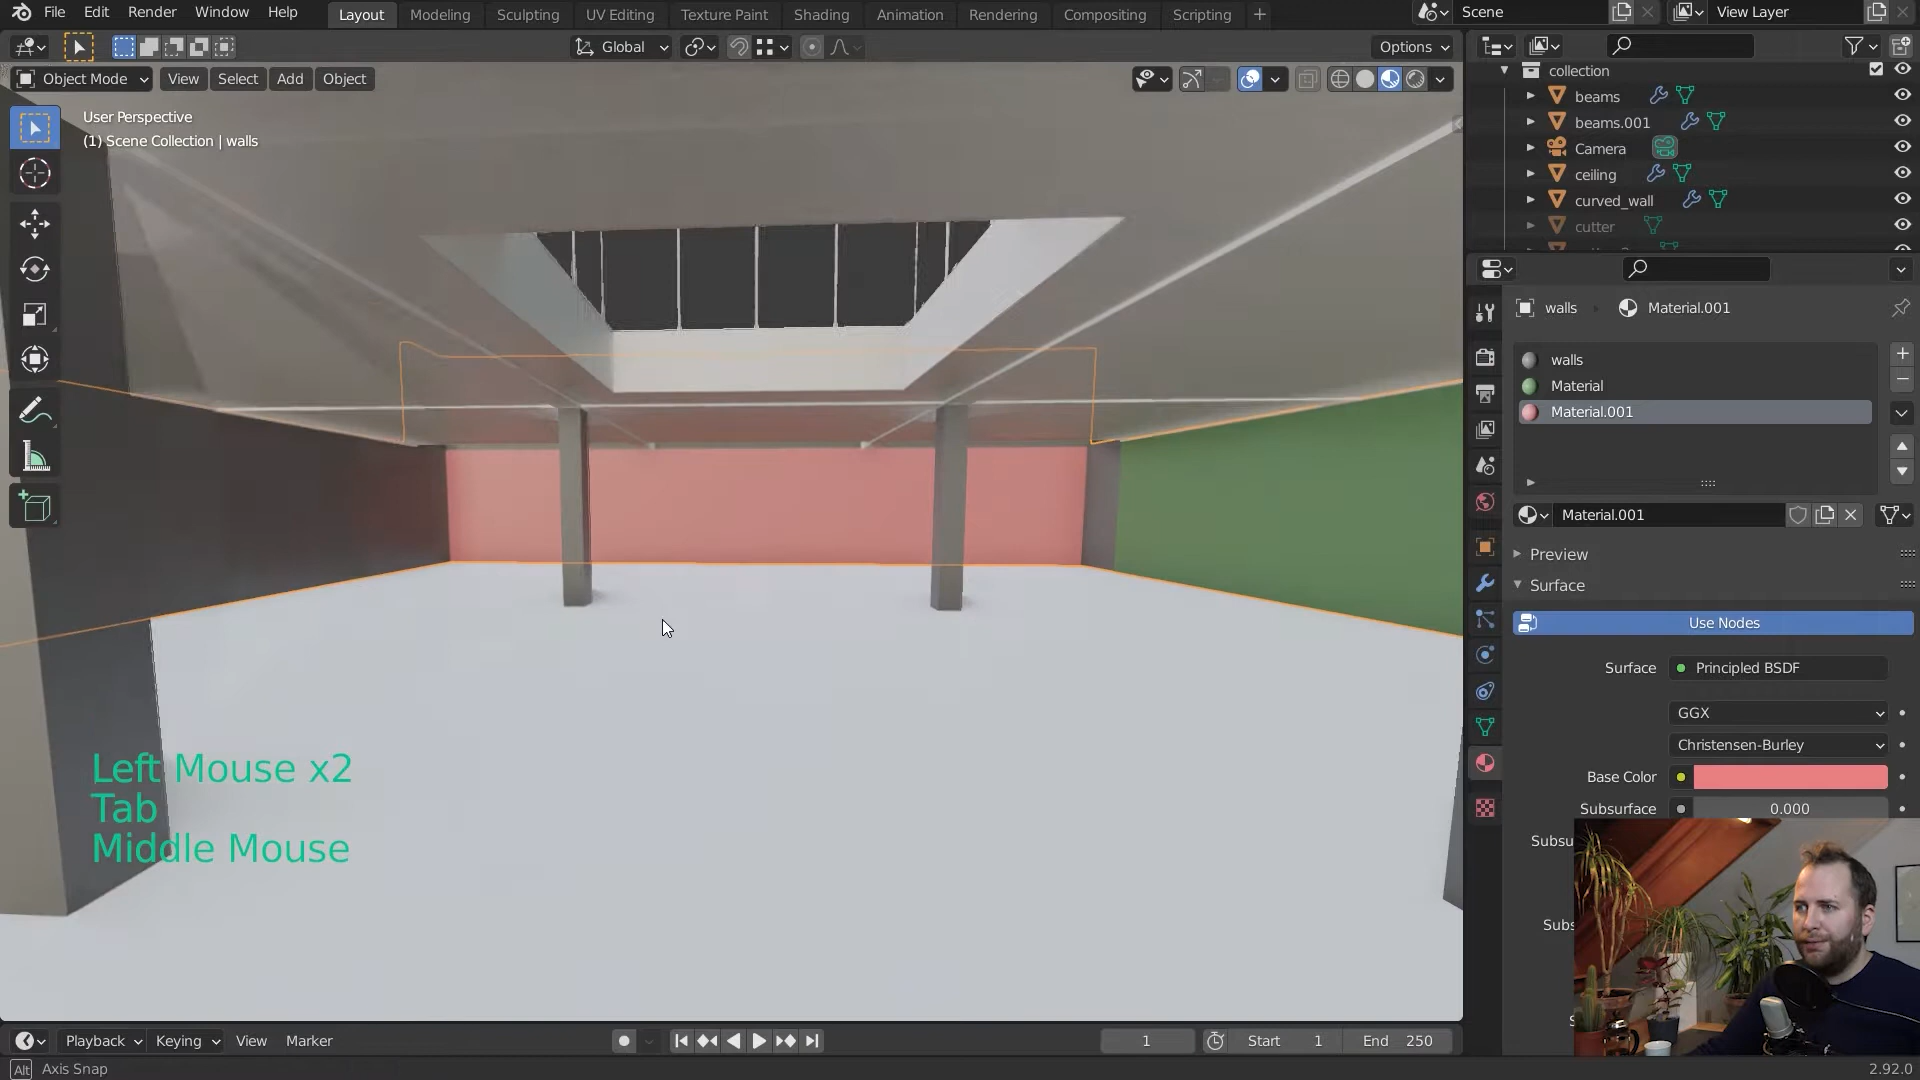 File Edit Render Window Help Layout Modeling Sculpting UV Editing Texture Paint Shading Animation Rendering Compositing Scripting + Scene View Layer
Global Options
Object Mode View Select Add Object
User Perspective
(1) Scene Collection | walls
collection
beams
beams.001
Camera
ceiling
curved_wall
cutter
walls Material.001
walls
Material
Material.001
Material.001
Preview
Surface
Use Nodes
Surface Principled BSDF
GGX
Christensen-Burley
Base Color
Subsurface 0.000
Left Mouse x2
Tab
Middle Mouse
Playback Keying View Marker 1 Start 1 End 250
Alt Axis Snap 2.92.0